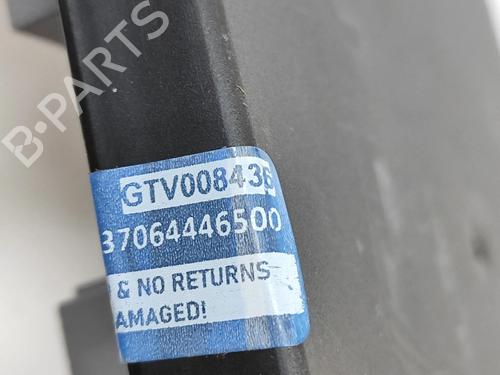 B-PARTS
GTV008436
37064446500
& NO RETURNS
AMAGED!